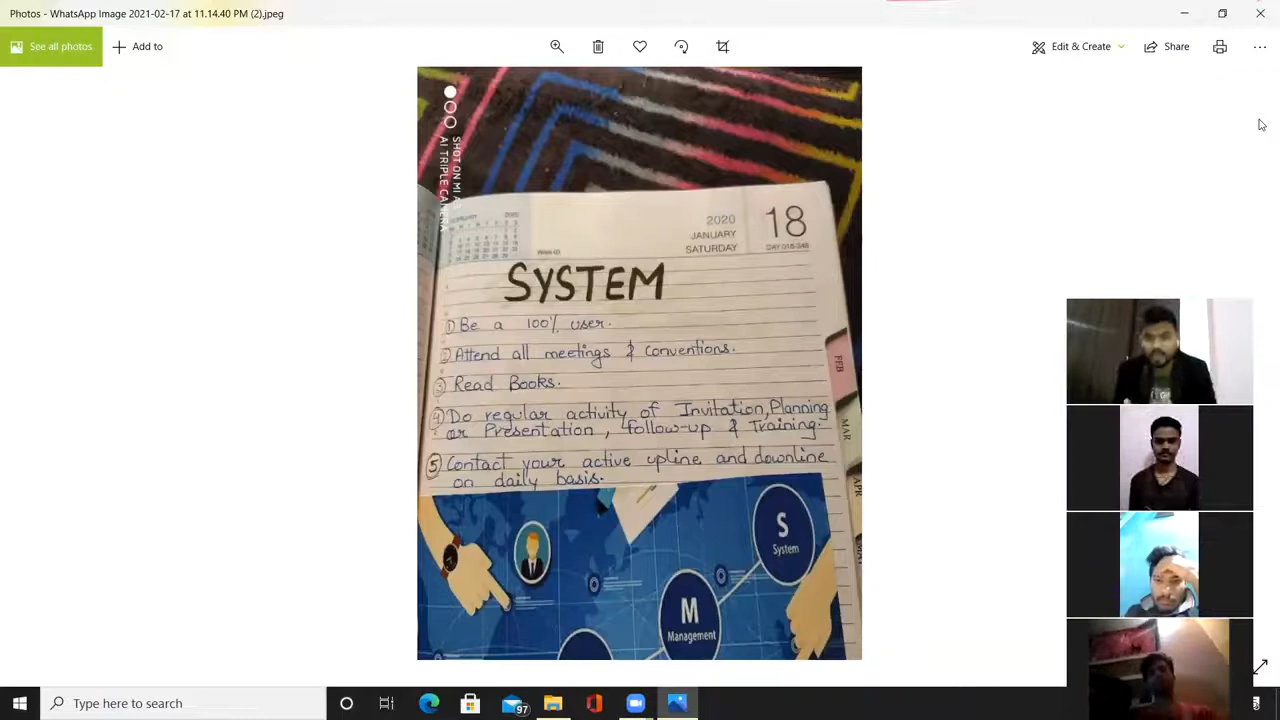 Photos - WhatsApp Image 2021-02-17 at 11.14.40 PM (2).jpeg
See all photos
Add to
Edit & Create
Share
SHOT ON MI
AI TRIPLE CAMERA
2020
JANUARY
SATURDAY
18
SYSTEM
① Be a 100% user.
② Attend all meetings & Conventions.
③ Read Books.
④ Do regular activity of Invitation, Planning
or Presentation, follow-up & Training.
⑤ Contact your active upline and downline
on daily basis.
FEB
MAR
APR
S
System
M
Management
Type here to search
97